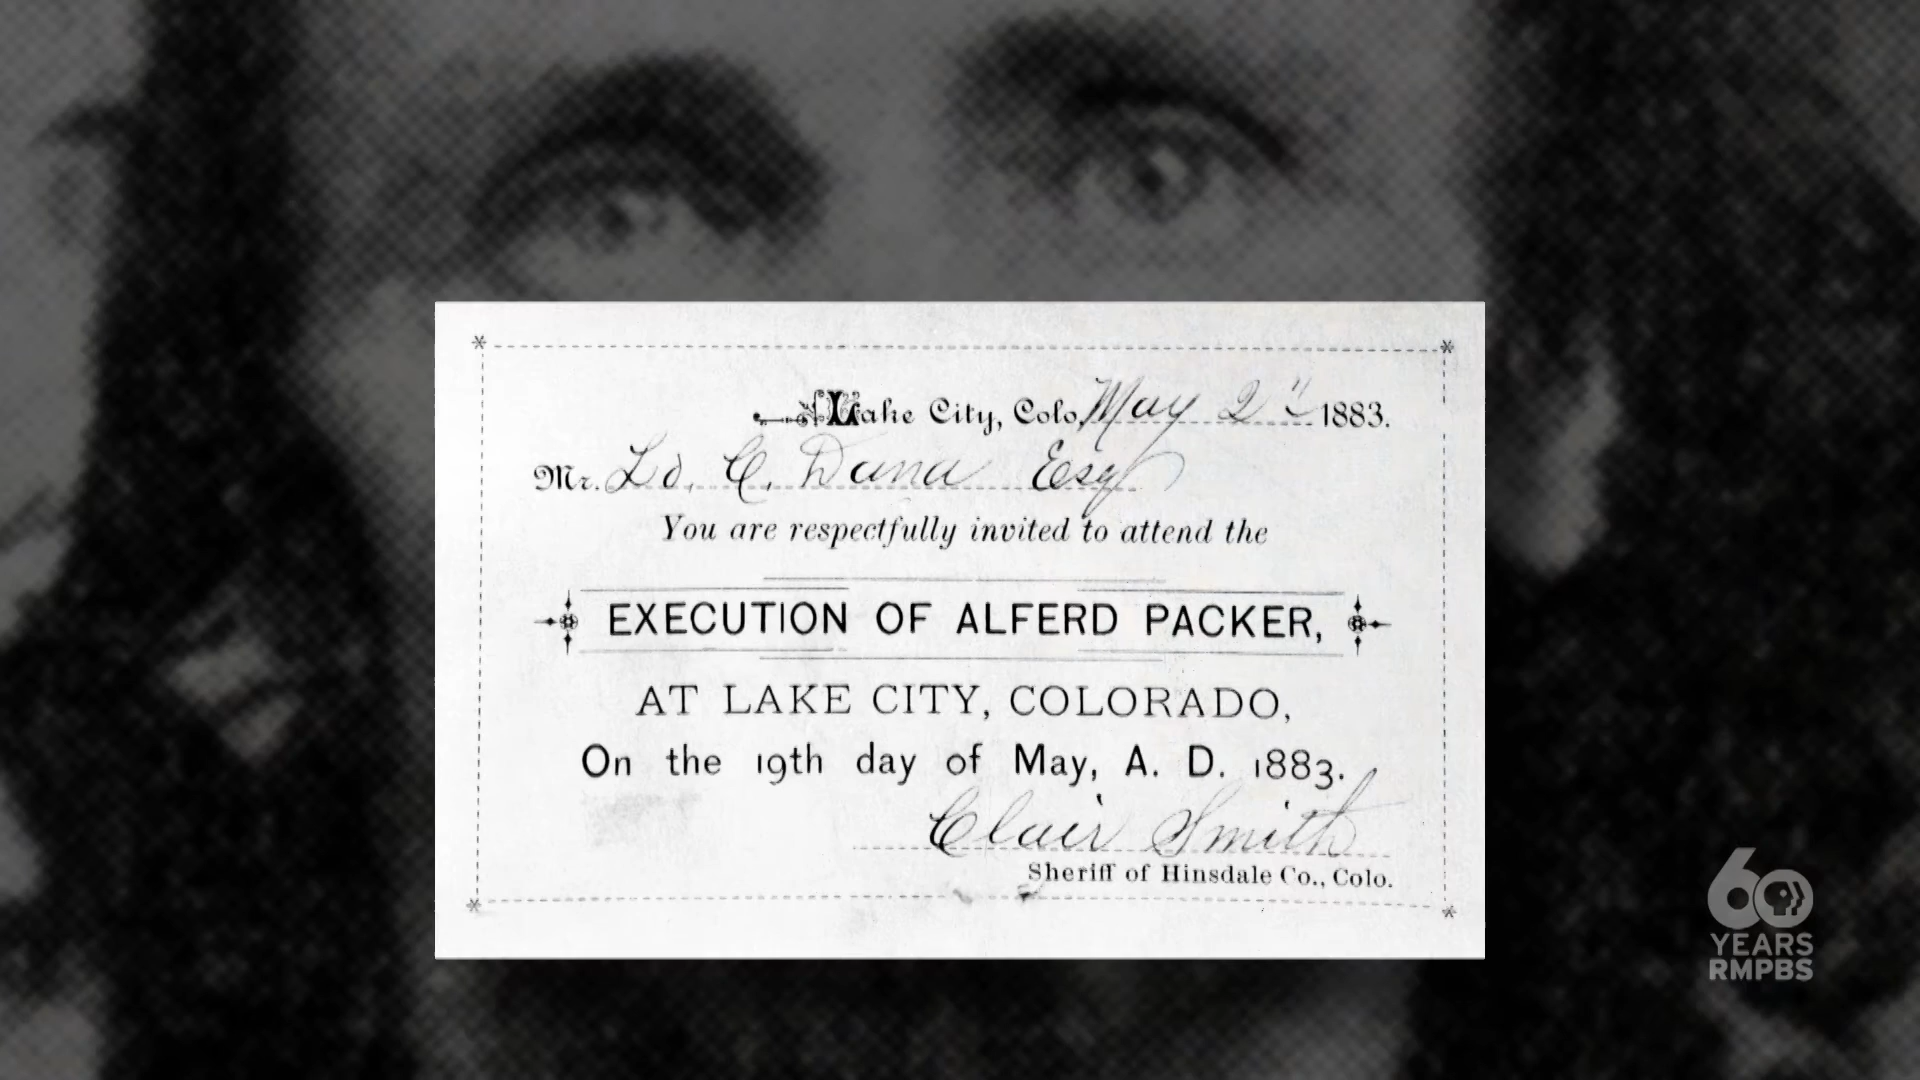 Lake City, Colo, May 2" 1883.
Mr. Ld. C. Dana Esq
You are respectfully invited to attend the
EXECUTION OF ALFERD PACKER,
AT LAKE CITY, COLORADO,
On the 19th day of May, A. D. 1883.
Clair Smith
Sheriff of Hinsdale Co., Colo.
60
YEARS
RMPBS